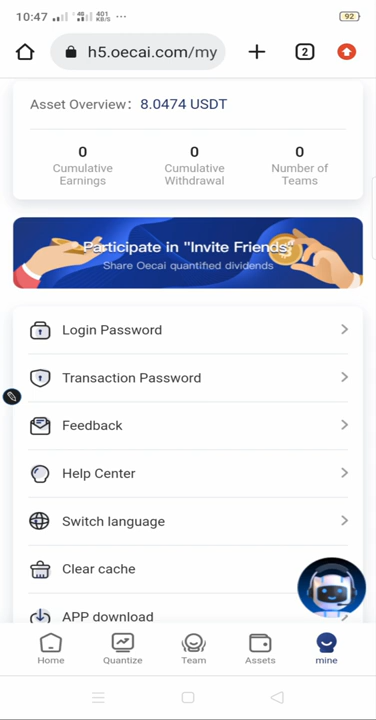 10:47 4G 401 KB/s ... 92
h5.oecai.com/my 2
Asset Overview: 8.0474 USDT
0 0 0
Cumulative Earnings
Cumulative Withdrawal
Number of Teams
Participate in "Invite Friends"
Share Oecai quantified dividends
Login Password
Transaction Password
Feedback
Help Center
Switch language
Clear cache
APP download
Home Quantize Team Assets mine